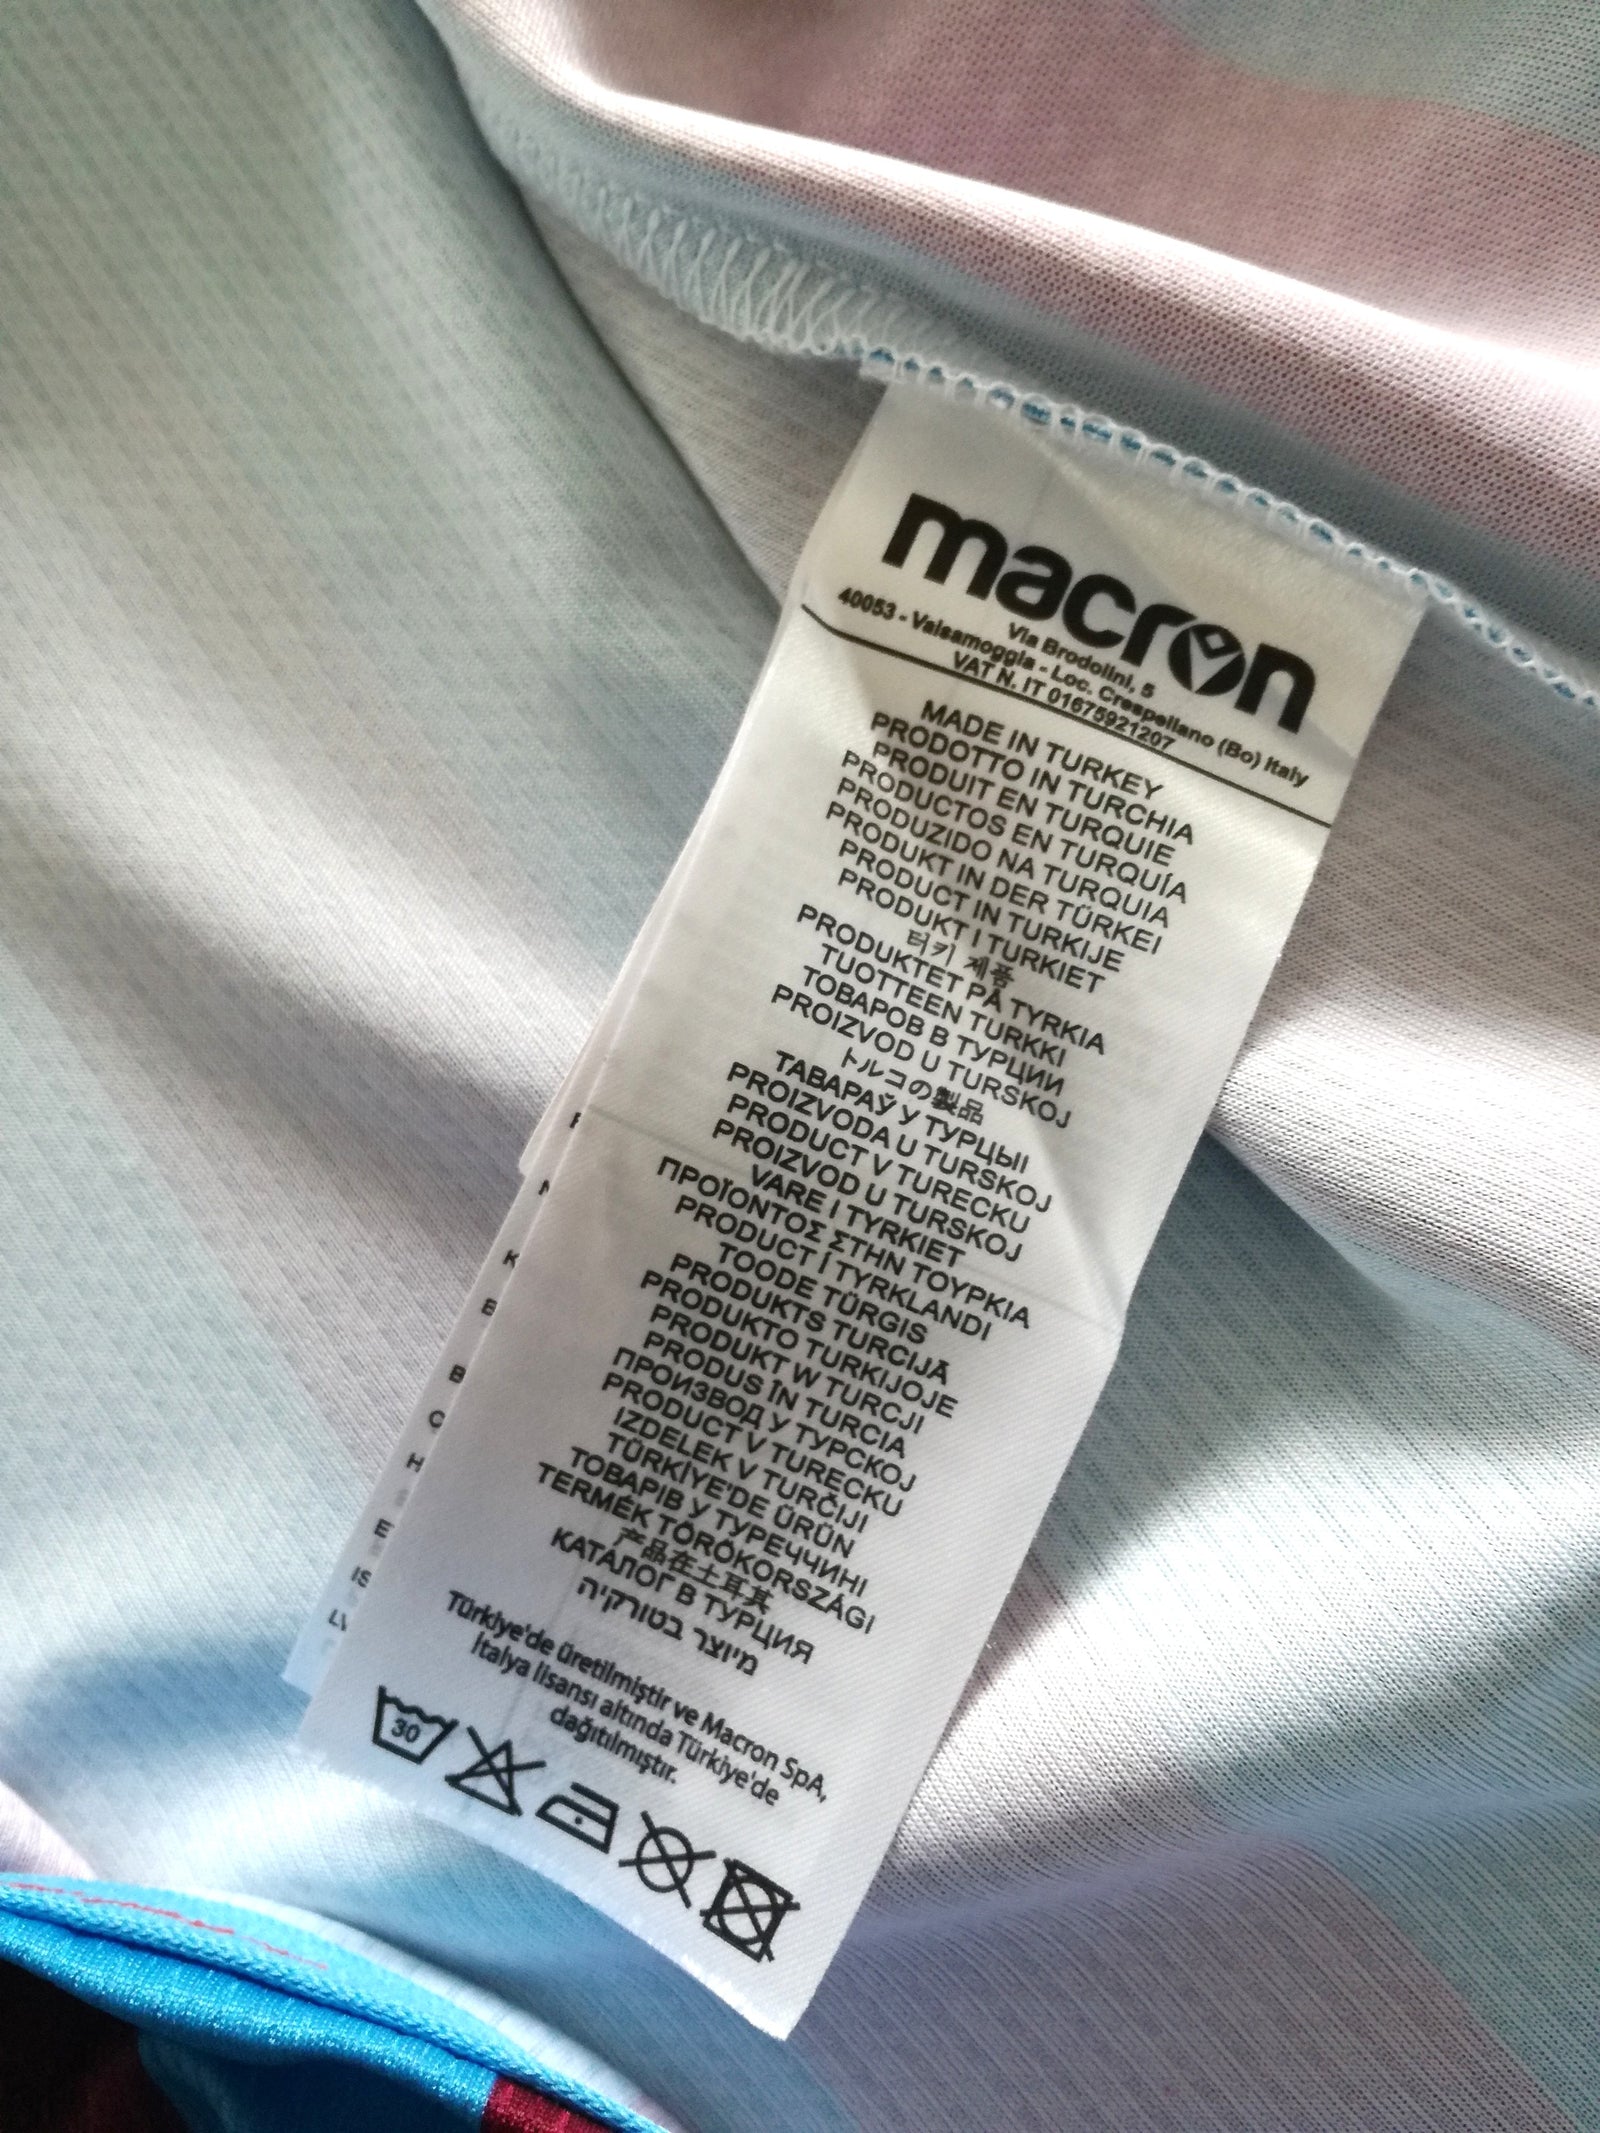 macron
Via Brodolini, 5
40053 - Valsamoggia - Loc. Crespellano (Bo) Italy
VAT N. IT 01675921207
MADE IN TURKEY
PRODOTTO IN TURCHIA
PRODUIT EN TURQUIE
PRODUCTOS EN TURQUÍA
PRODUZIDO NA TURQUIA
PRODUKT IN DER TÜRKEI
PRODUCT IN TURKIJE
PRODUKT I TURKIET
터키 제품
PRODUKTET PÅ TYRKIA
TUOTTEEN TURKKI
ТОВАРОВ В ТУРЦИИ
PROIZVOD U TURSKOJ
トルコの製品
ТАВАРАЎ У ТУРЦЫІ
PROIZVODA U TURSKOJ
PRODUCT V TURECKU
PROIZVOD U TURSKOJ
VARE I TYRKIET
ΠΡΟΪΟΝΤΟΣ ΣΤΗΝ ΤΟΥΡΚΙΑ
PRODUCT Í TYRKLANDI
TOODE TÜRGIS
PRODUKTS TURCIJĀ
PRODUKTO TURKIJOJE
PRODUKT W TURCJI
PRODUS ÎN TURCIA
ПРОИЗВОД У ТУРСКОЈ
PRODUCT V TURECKU
IZDELEK V TURČIJI
TÜRKİYE'DE ÜRÜN
ТОВАРІВ У ТУРЕЧЧИНІ
TERMÉK TÖRÖKORSZÁGI
产品在土耳其
КАТАЛОГ В ТУРЦИЯ
מיוצר בטורקיה
Türkiye'de üretilmiştir ve Macron SpA,
İtalya lisansı altında Türkiye'de
dağıtılmıştır.
30